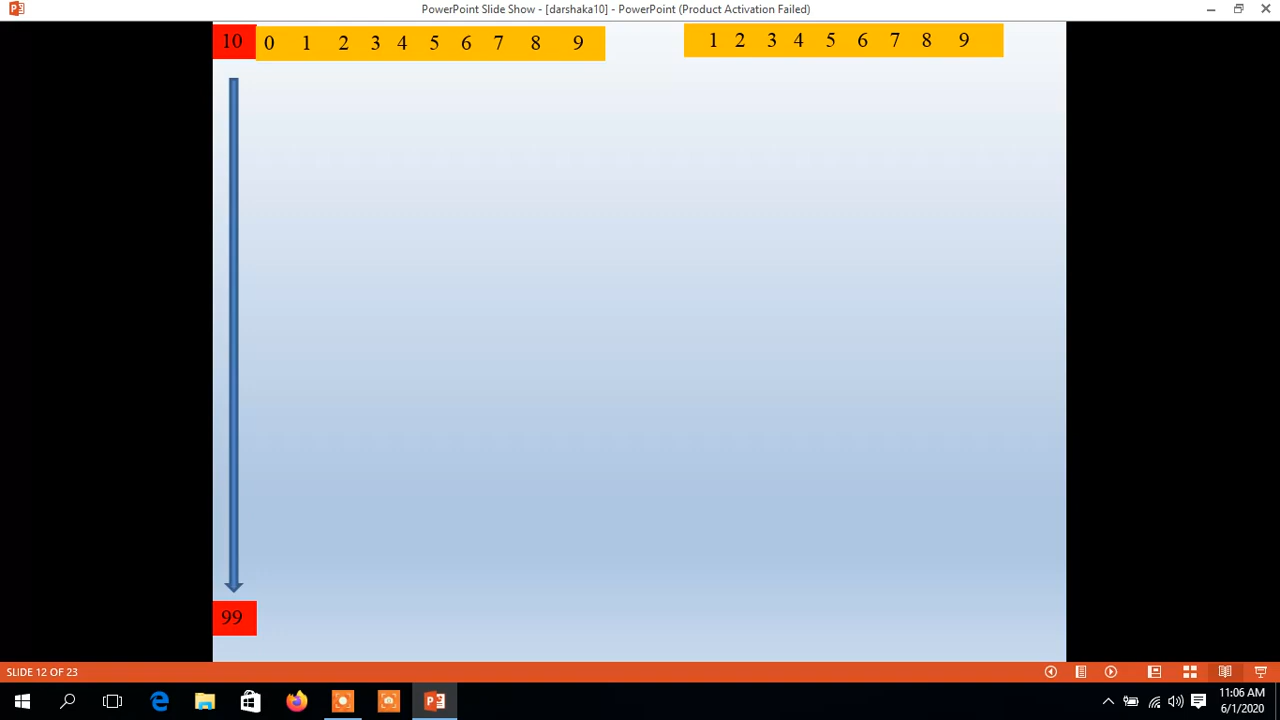 PowerPoint Slide Show - [darshaka10] - PowerPoint (Product Activation Failed)
10 0 1 2 3 4 5 6 7 8 9 1 2 3 4 5 6 7 8 9
99
SLIDE 12 OF 23
11:06 AM
6/1/2020